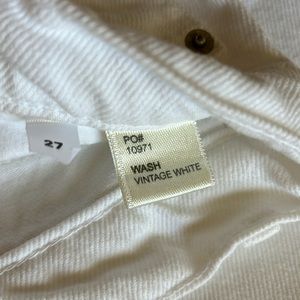 27
PO#
10971
WASH
VINTAGE WHITE